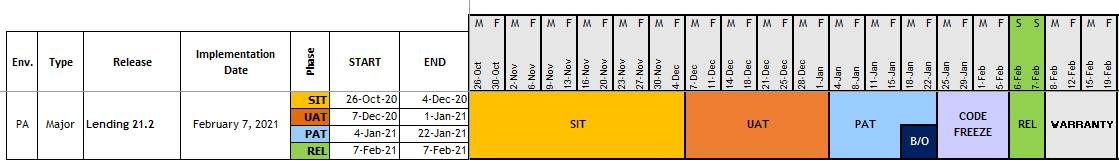 M F M F M F M F M F M F M F M F M F M F M F M F M F M F M F S S M F M F
26-Oct 30-Oct 2-Nov 6-Nov 9-Nov 13-Nov 16-Nov 20-Nov 23-Nov 27-Nov 30-Nov 4-Dec 7-Dec 11-Dec 14-Dec 18-Dec 21-Dec 25-Dec 28-Dec 1-Jan 4-Jan 8-Jan 11-Jan 15-Jan 18-Jan 22-Jan 25-Jan 29-Jan 1-Feb 5-Feb 6-Feb 7-Feb 8-Feb 12-Feb 15-Feb 19-Feb
Env. Type Release Implementation Date Phase START END
SIT 26-Oct-20 4-Dec-20
UAT 7-Dec-20 1-Jan-21
PA Major Lending 21.2 February 7, 2021
PAT 4-Jan-21 22-Jan-21
REL 7-Feb-21 7-Feb-21
SIT UAT PAT B/O CODE FREEZE REL WARRANTY